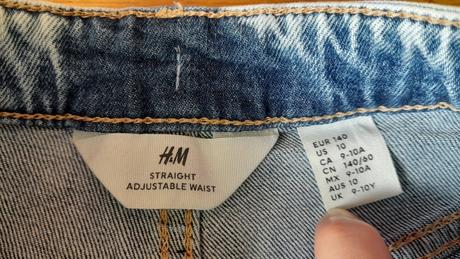 H&M
STRAIGHT
ADJUSTABLE WAIST
EUR 140
US 10
CA 9-10A
CN 140/60
MX 9-10A
AUS 10
UK 9-10Y